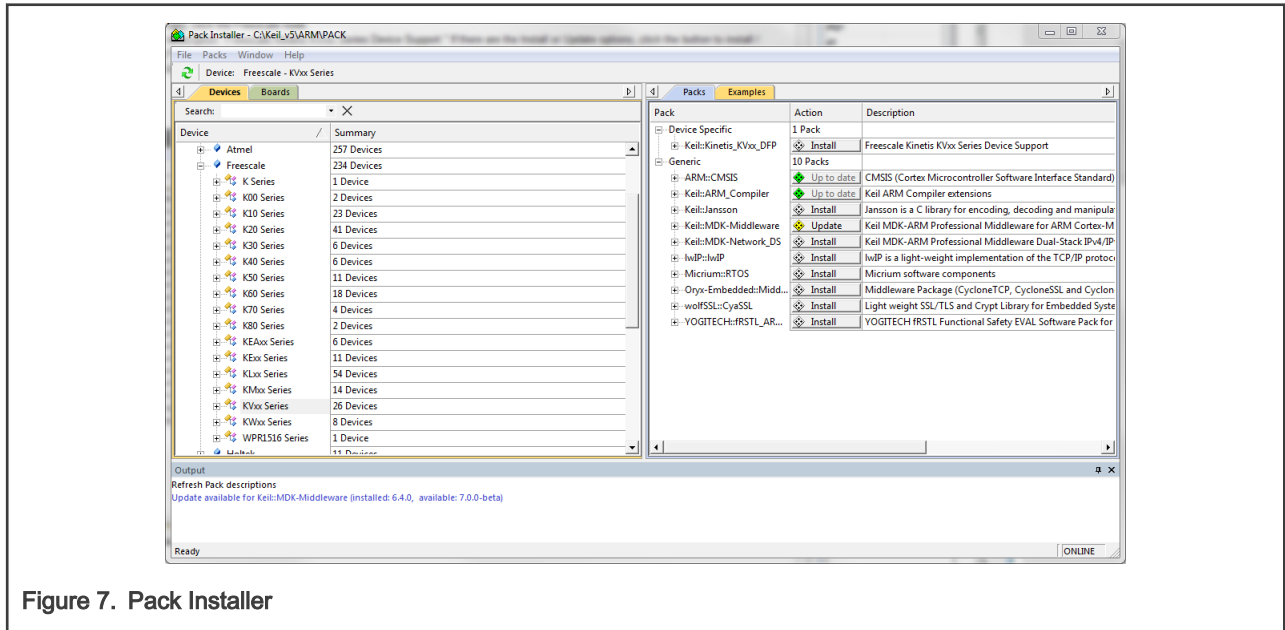 Pack Installer - C:\Keil_v5\ARM\PACK
File Packs Window Help
Device: Freescale - KVxx Series
Devices Boards
Search:
Device / Summary
Atmel 257 Devices
Freescale 234 Devices
K Series 1 Device
K00 Series 2 Devices
K10 Series 23 Devices
K20 Series 41 Devices
K30 Series 6 Devices
K40 Series 6 Devices
K50 Series 11 Devices
K60 Series 18 Devices
K70 Series 4 Devices
K80 Series 2 Devices
KEAxx Series 6 Devices
KExx Series 11 Devices
KLxx Series 54 Devices
KMxx Series 14 Devices
KVxx Series 26 Devices
KWxx Series 8 Devices
WPR1516 Series 1 Device
Holtek 11 Devices
Packs Examples
Pack Action Description
Device Specific 1 Pack
Keil::Kinetis_KVxx_DFP Install Freescale Kinetis KVxx Series Device Support
Generic 10 Packs
ARM::CMSIS Up to date CMSIS (Cortex Microcontroller Software Interface Standard)
Keil::ARM_Compiler Up to date Keil ARM Compiler extensions
Keil::Jansson Install Jansson is a C library for encoding, decoding and manipula
Keil::MDK-Middleware Update Keil MDK-ARM Professional Middleware for ARM Cortex-M
Keil::MDK-Network_DS Install Keil MDK-ARM Professional Middleware Dual-Stack IPv4/IP
lwIP::lwIP Install lwIP is a light-weight implementation of the TCP/IP protoc
Micrium::RTOS Install Micrium software components
Oryx-Embedded::Midd... Install Middleware Package (CycloneTCP, CycloneSSL and Cyclon
wolfSSL::CyaSSL Install Light weight SSL/TLS and Crypt Library for Embedded Syste
YOGITECH::fRSTL_AR... Install YOGITECH fRSTL Functional Safety EVAL Software Pack for
Output
Refresh Pack descriptions
Update available for Keil::MDK-Middleware (installed: 6.4.0, available: 7.0.0-beta)
Ready ONLINE
Figure 7. Pack Installer